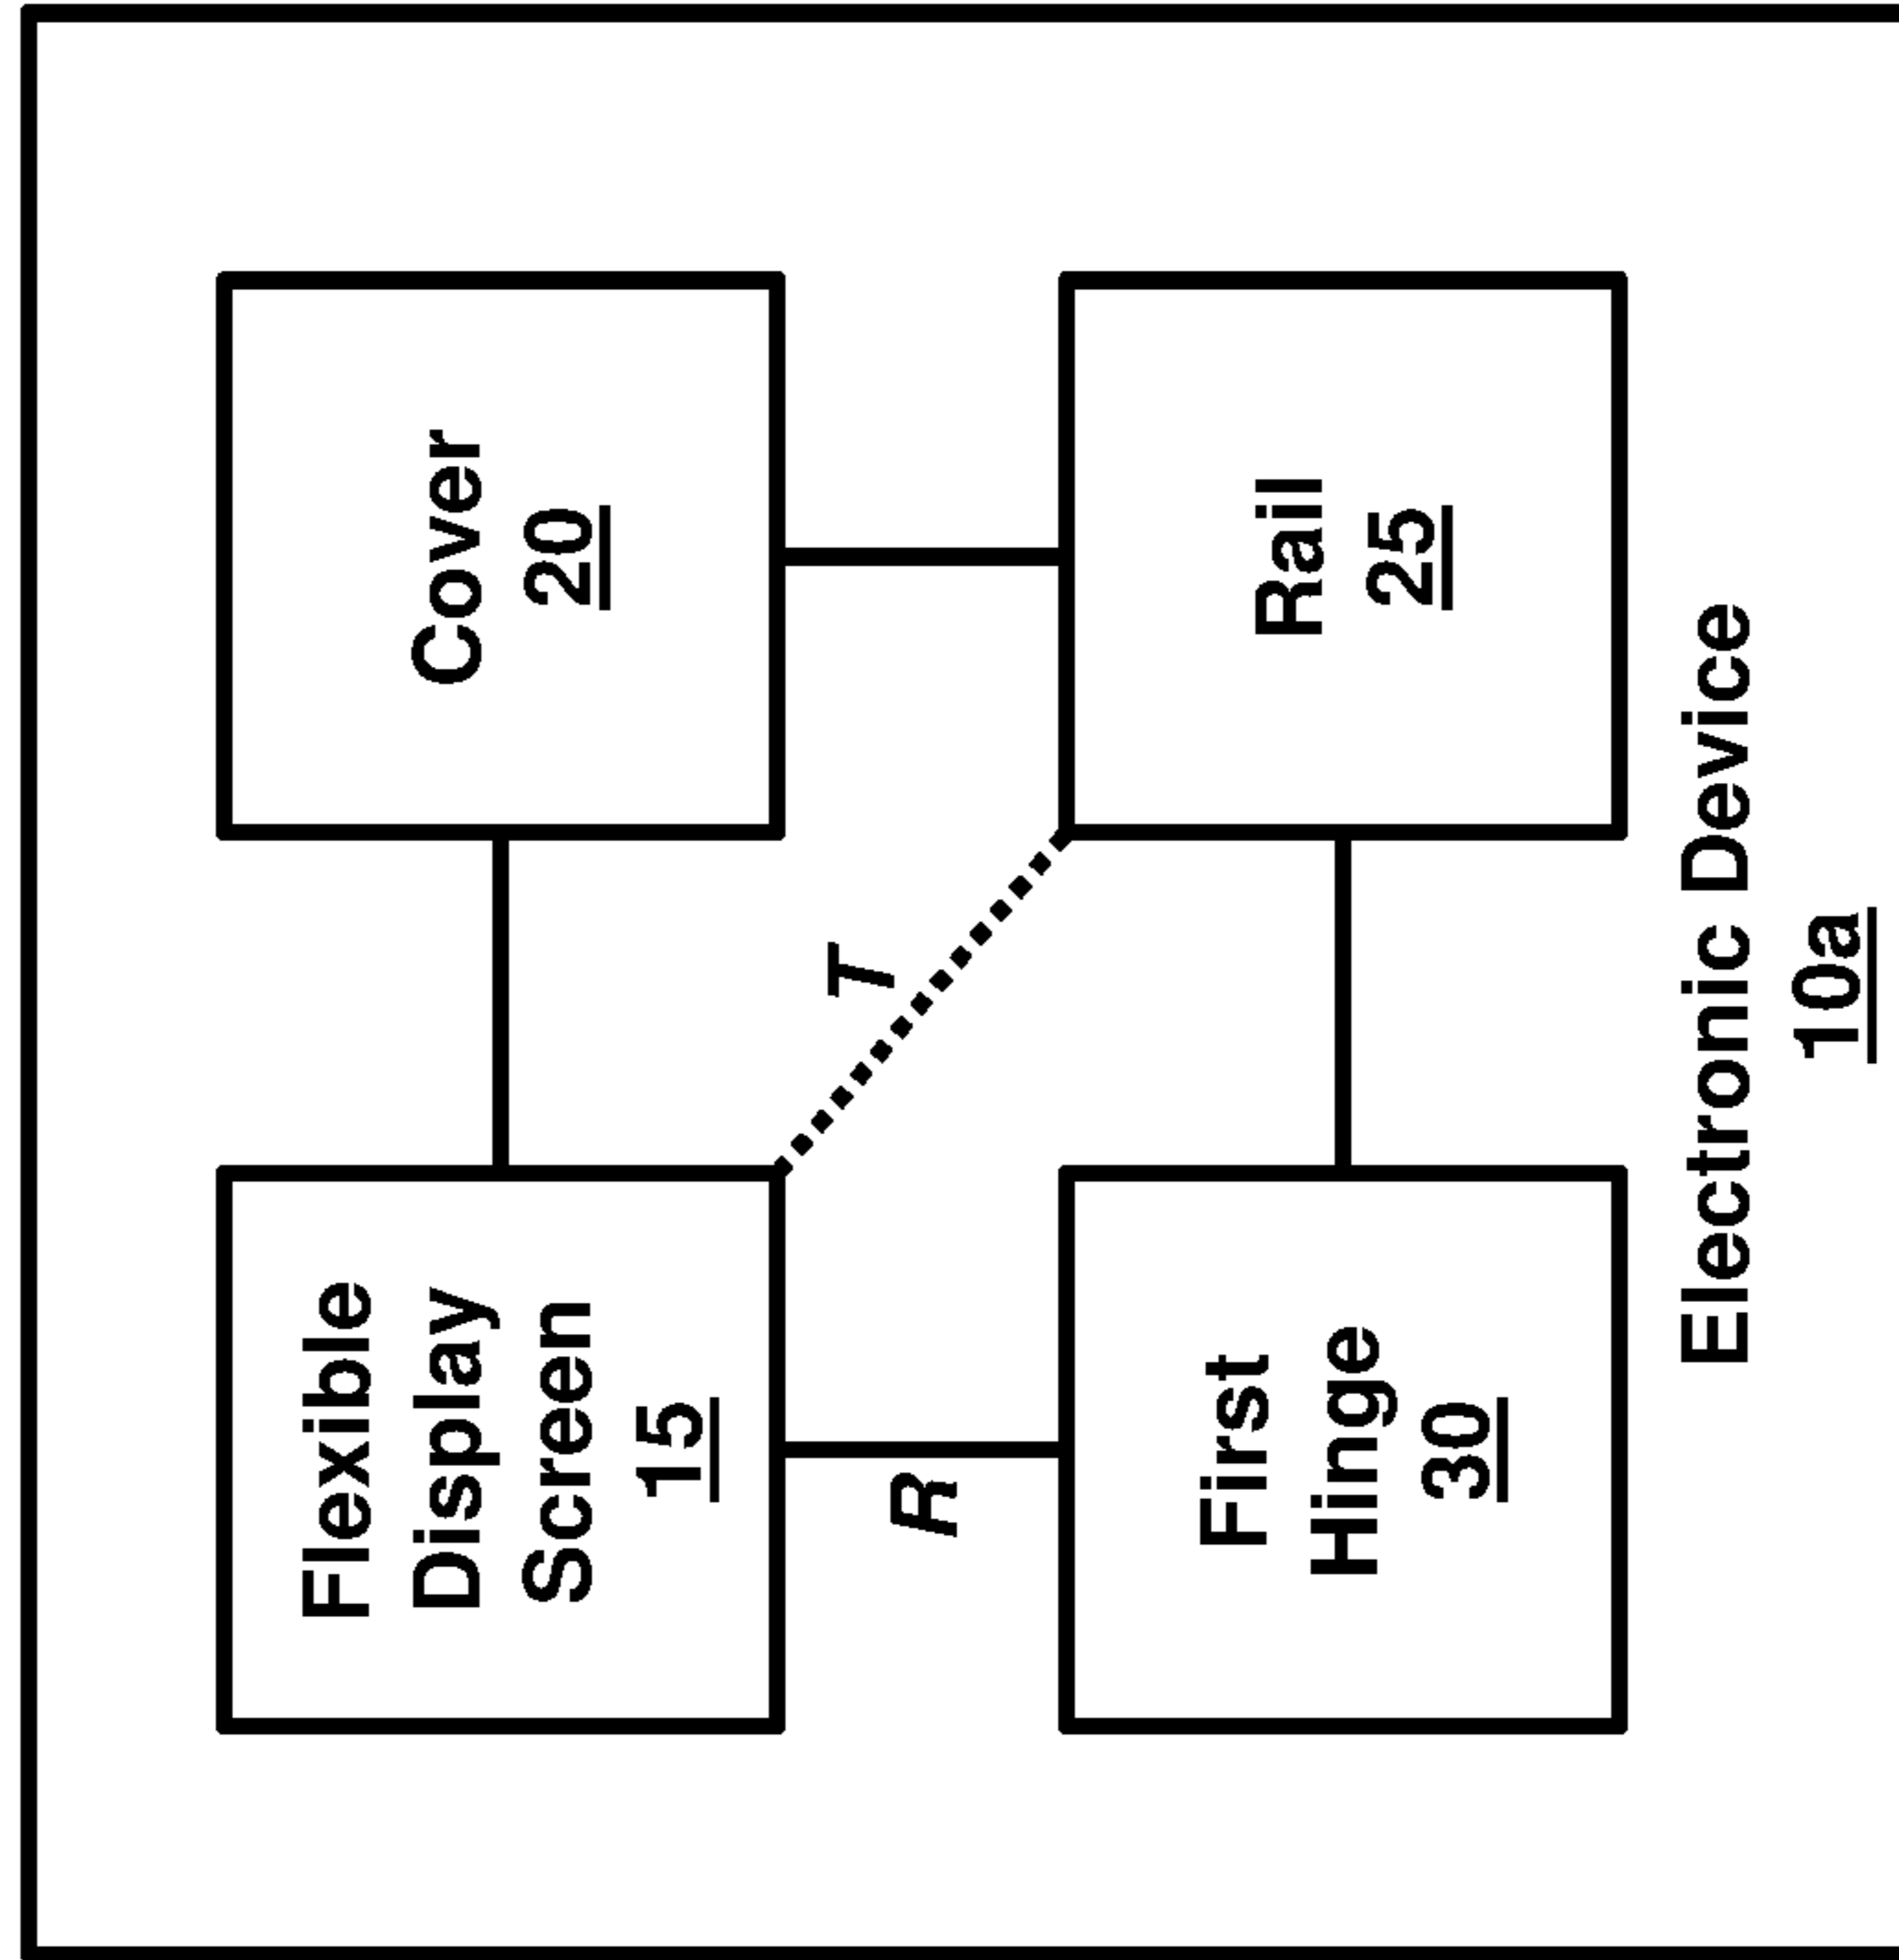 Flexible
Display
Screen
15
Cover
20
T
R
First
Hinge
30
Rail
25
Electronic Device
10a